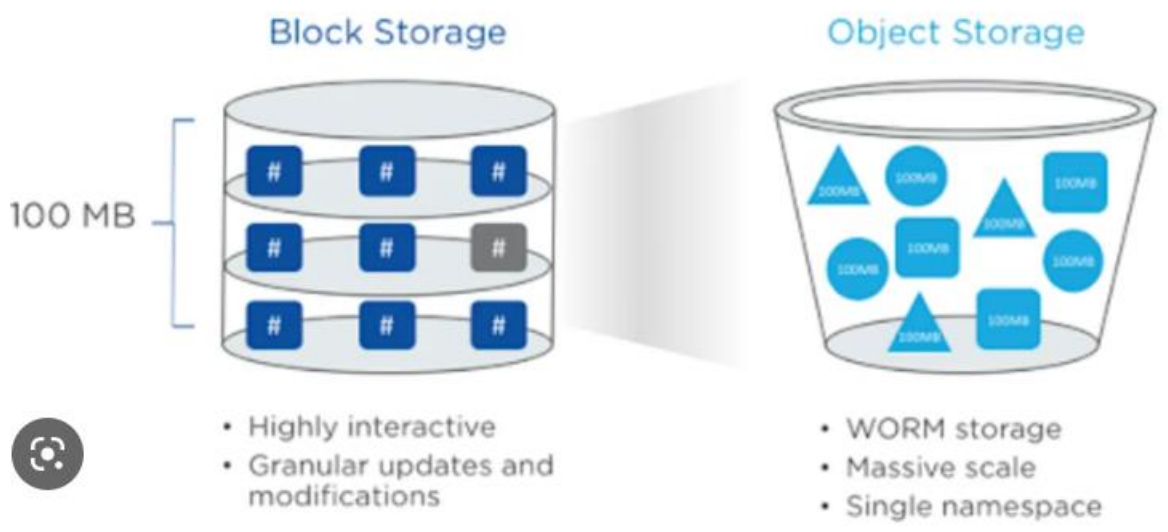 Block Storage
Object Storage
100 MB
# # #
# # #
# # #
100MB 100MB 100MB
100MB 100MB
100MB 100MB
100MB 100MB
• Highly interactive
• Granular updates and
modifications
• WORM storage
• Massive scale
• Single namespace